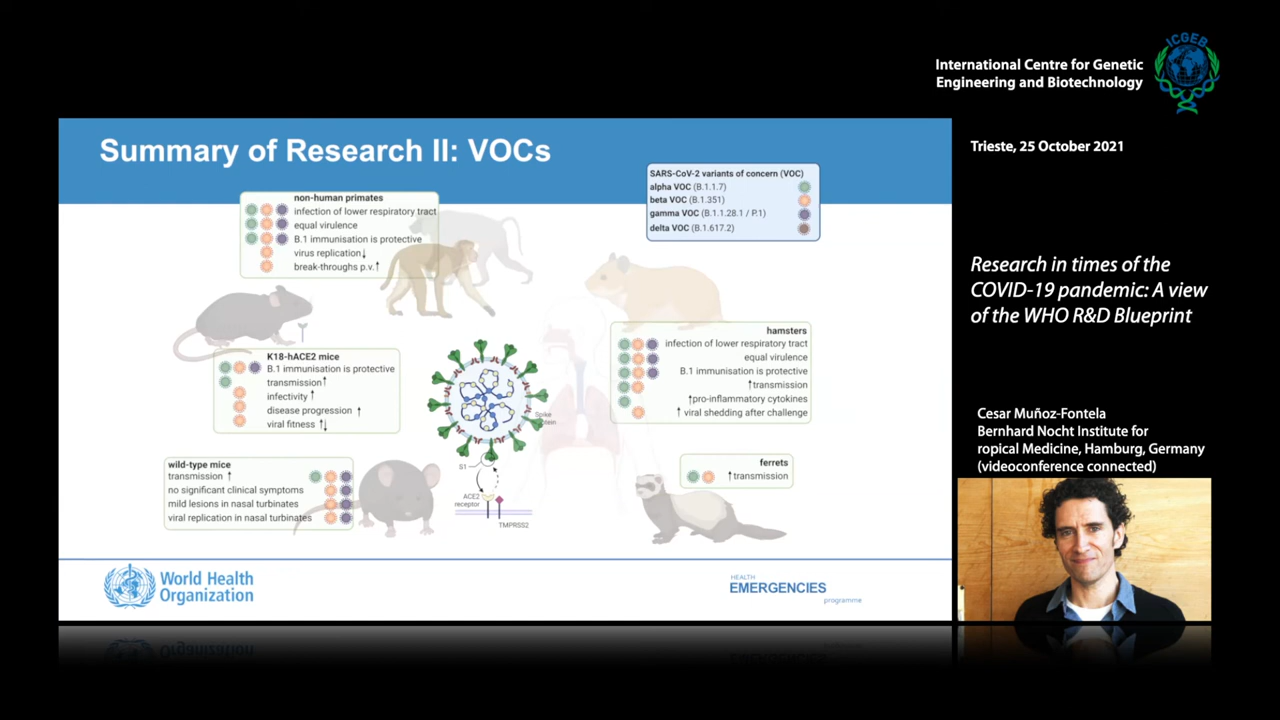 ICGEB
International Centre for Genetic
Engineering and Biotechnology
Trieste, 25 October 2021
Summary of Research II: VOCs
SARS-CoV-2 variants of concern (VOC)
alpha VOC (B.1.1.7)
beta VOC (B.1.351)
gamma VOC (B.1.1.28.1 / P.1)
delta VOC (B.1.617.2)
non-human primates
infection of lower respiratory tract
equal virulence
B.1 immunisation is protective
virus replication↓
break-throughs p.v.↑
K18-hACE2 mice
B.1 immunisation is protective
transmission↑
infectivity ↑
disease progression ↑
viral fitness ↑↓
hamsters
infection of lower respiratory tract
equal virulence
B.1 immunisation is protective
↑transmission
↑pro-inflammatory cytokines
↑ viral shedding after challenge
wild-type mice
transmission ↑
no significant clinical symptoms
mild lesions in nasal turbinates
viral replication in nasal turbinates
Spike
protein
S1
ACE2
receptor
TMPRSS2
ferrets
↑transmission
World Health
Organization
HEALTH
EMERGENCIES
programme
Research in times of the
COVID-19 pandemic: A view
of the WHO R&D Blueprint
Cesar Muñoz-Fontela
Bernhard Nocht Institute for
ropical Medicine, Hamburg, Germany
(videoconference connected)